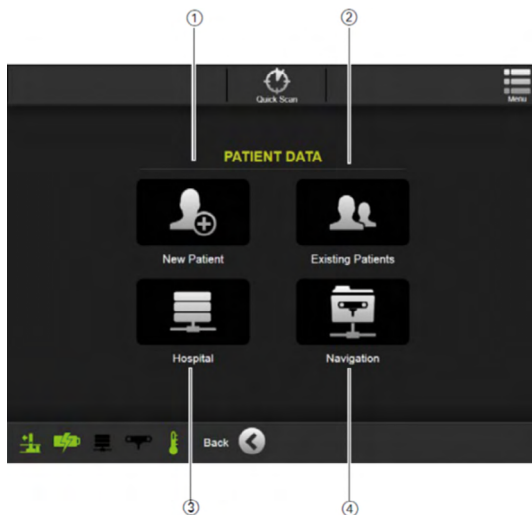 ① ②
Quick Scan
Menu
PATIENT DATA
New Patient Existing Patients
Hospital Navigation
Back
③ ④